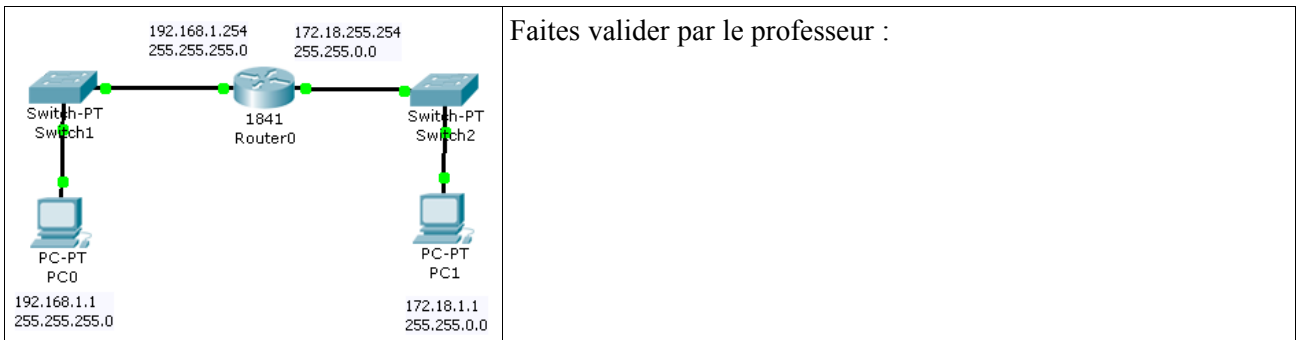 192.168.1.254
255.255.255.0
172.18.255.254
255.255.0.0
Switch-PT
Switch1
1841
Router0
Switch-PT
Switch2
PC-PT
PC0
192.168.1.1
255.255.255.0
PC-PT
PC1
172.18.1.1
255.255.0.0
Faites valider par le professeur :